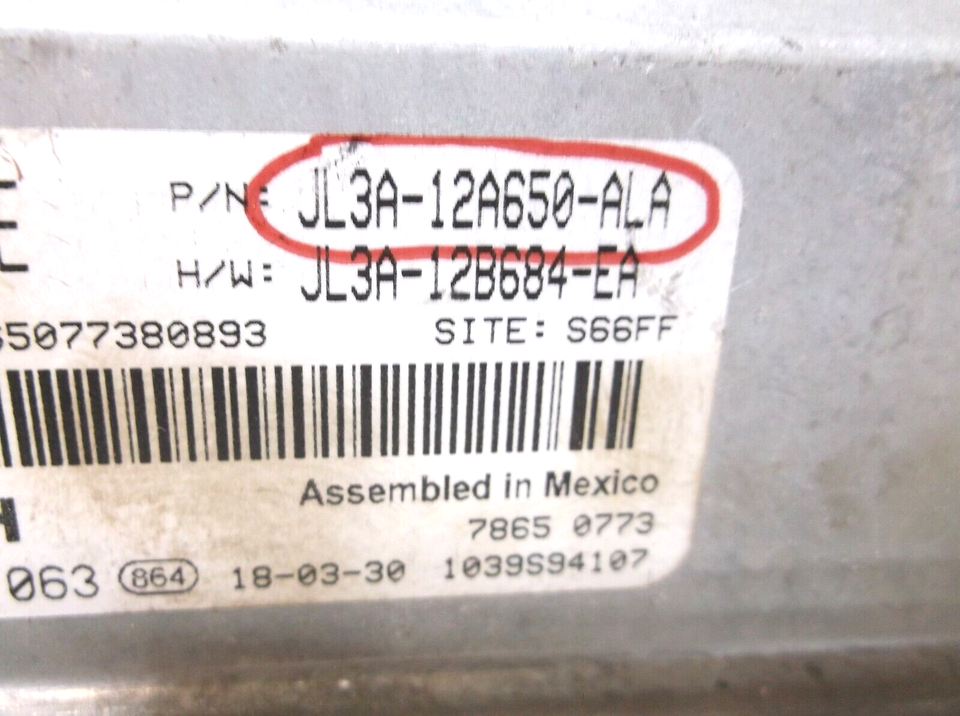 P/N: JL3A-12A650-ALA
H/W: JL3A-12B684-EA
S5077380893 SITE: S66FF
Assembled in Mexico
7865 0773
063 864 18-03-30 1039S94107